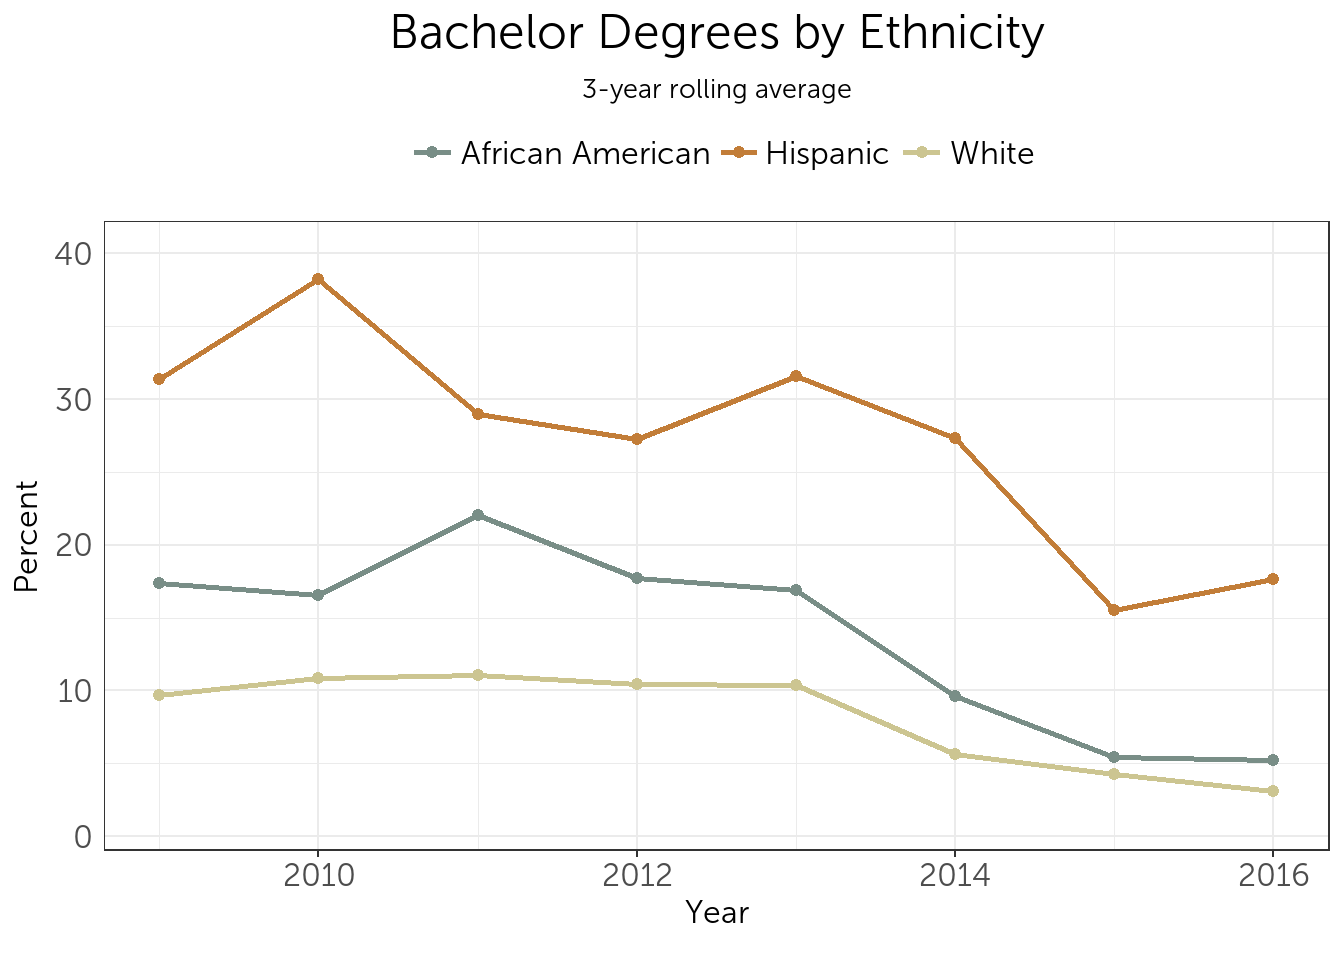 Bachelor Degrees by Ethnicity
3-year rolling average
African American Hispanic White
40
30
20
10
0
Percent
2010 2012 2014 2016
Year